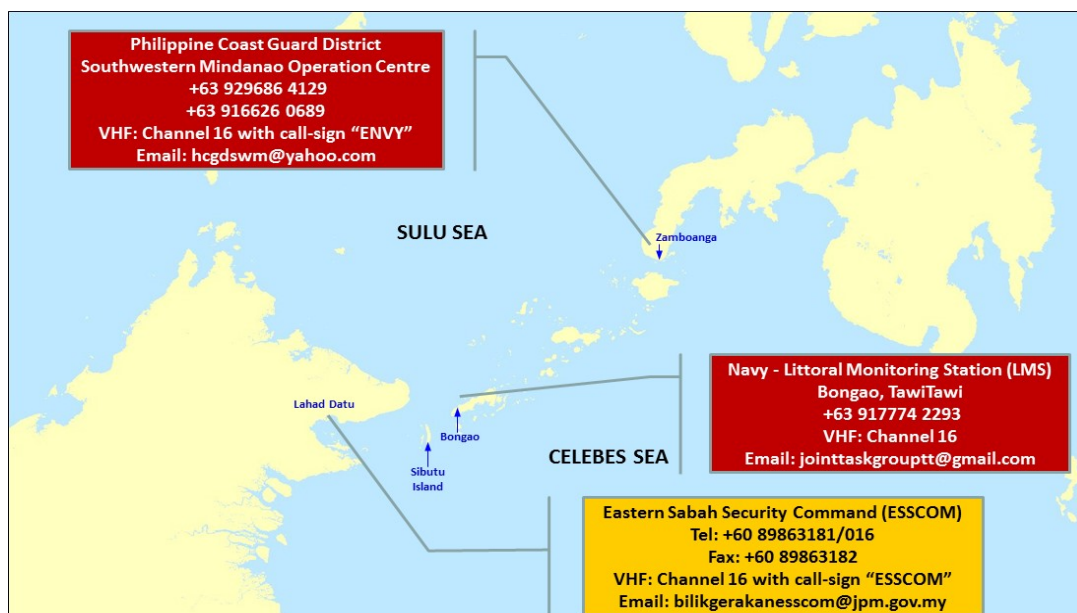 Philippine Coast Guard District
Southwestern Mindanao Operation Centre
+63 929686 4129
+63 916626 0689
VHF: Channel 16 with call-sign “ENVY”
Email: hcgdswm@yahoo.com
SULU SEA
Zamboanga
Navy - Littoral Monitoring Station (LMS)
Bongao, TawiTawi
+63 917774 2293
VHF: Channel 16
Email: jointtaskgrouptt@gmail.com
Lahad Datu
Bongao
CELEBES SEA
Sibutu
Island
Eastern Sabah Security Command (ESSCOM)
Tel: +60 89863181/016
Fax: +60 89863182
VHF: Channel 16 with call-sign “ESSCOM”
Email: bilikgerakanesscom@jpm.gov.my